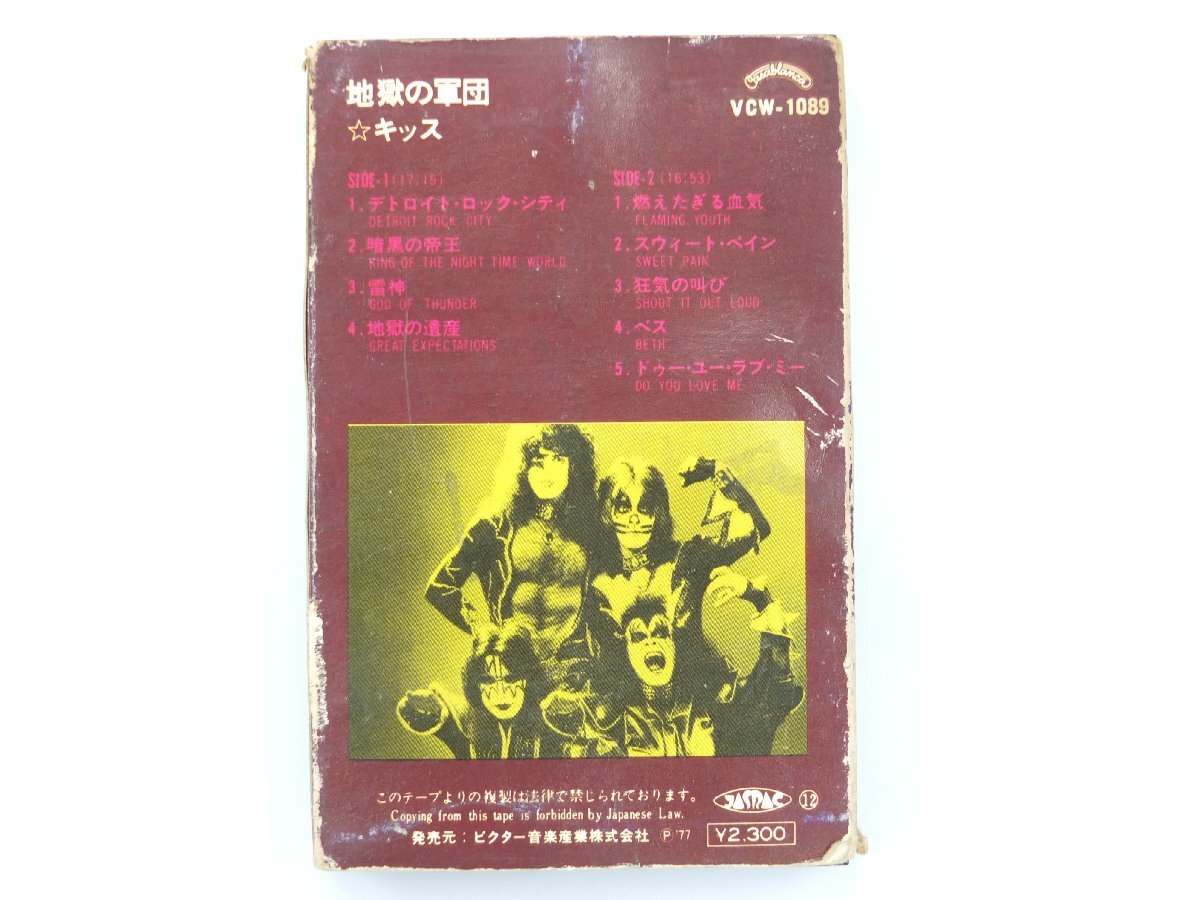 地獄の軍団
☆キッス
Casablanca
VCW-1089
SIDE・1(17:15)
1.デトロイト・ロック・シティ
DETROIT ROCK CITY
2.暗黒の帝王
KING OF THE NIGHT TIME WORLD
3.雷神
GOD OF THUNDER
4.地獄の遺産
GREAT EXPECTATIONS
SIDE・2(16:53)
1.燃えたぎる血気
FLAMING YOUTH
2.スウィート・ペイン
SWEET PAIN
3.狂気の叫び
SHOUT IT OUT LOUD
4.ベス
BETH
5.ドゥー・ユー・ラブ・ミー
DO YOU LOVE ME
このテープよりの複製は法律で禁じられております。
Copying from this tape is forbidden by Japanese Law.
発売元：ビクター音楽産業株式会社 Ⓟ'77
JASRAC ⑫
¥2.300